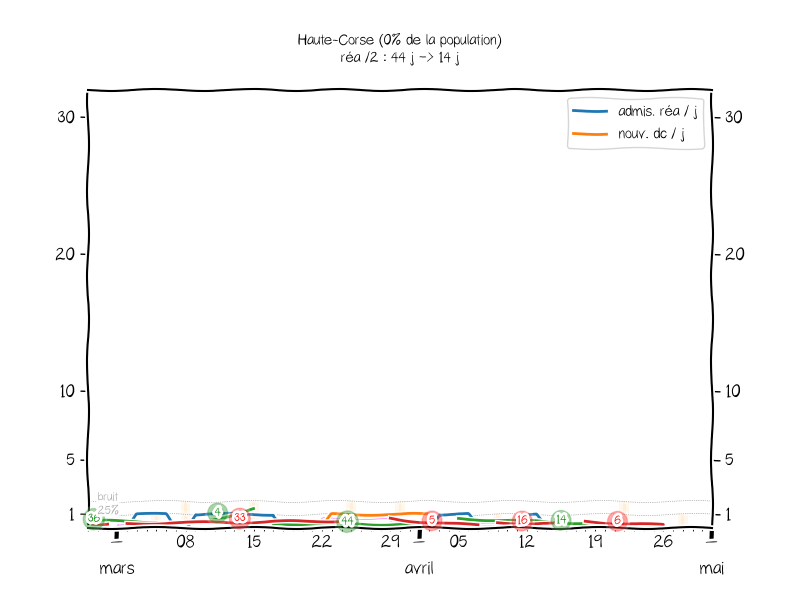 Haute-Corse (0% de la population)
réa /2 : 44 j -> 14 j
admis. réa / j
nouv. dc / j
30 30
20 20
10 10
5 5
bruit
25%
1 1
36 4 33 44 5 16 14 6
08 15 22 29 05 12 19 26
mars avril mai